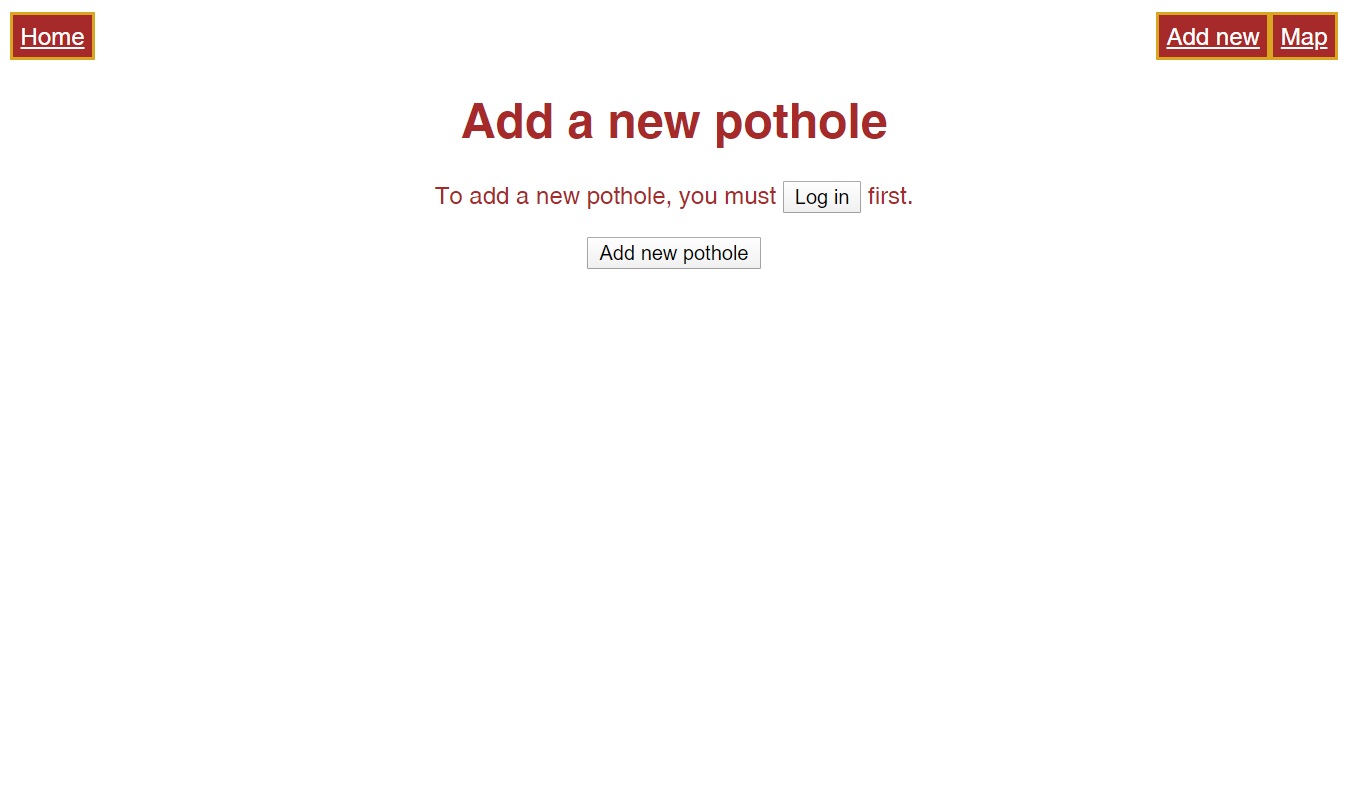 Home Add new Map
Add a new pothole
To add a new pothole, you must Log in first.
Add new pothole